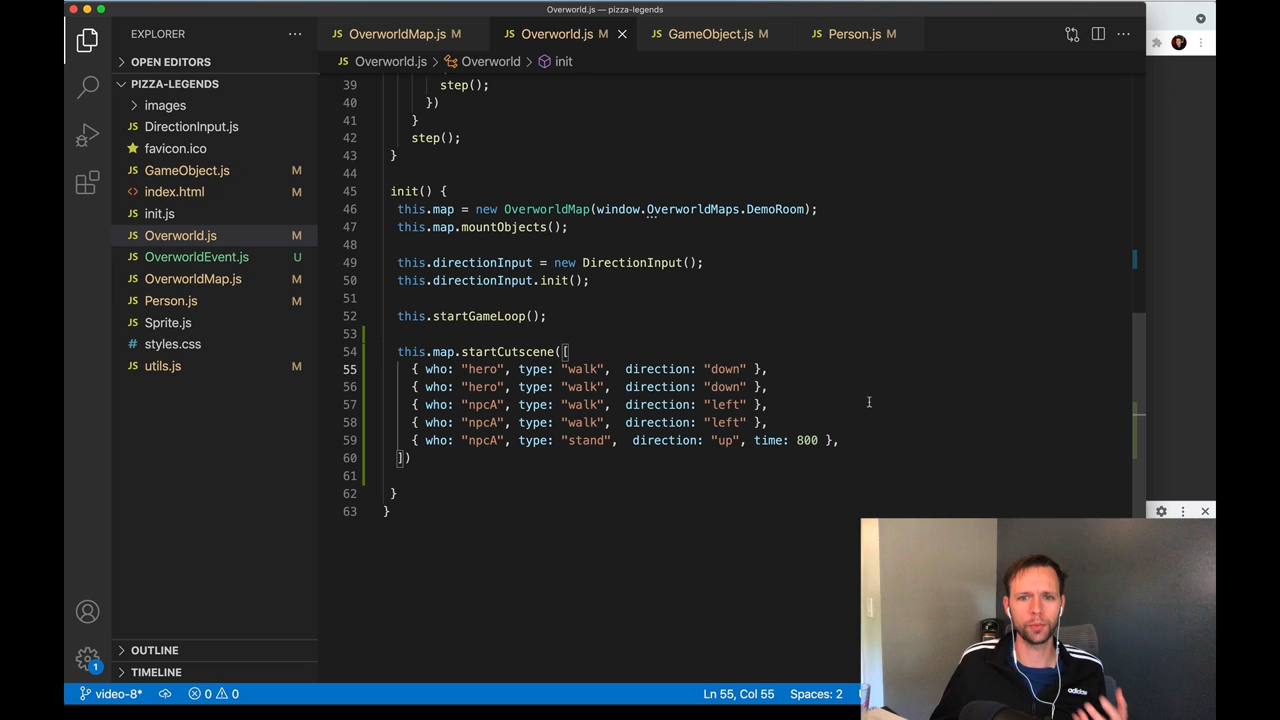 Overworld.js — pizza-legends
EXPLORER
OverworldMap.js M
Overworld.js M
GameObject.js M
Person.js M
OPEN EDITORS
Overworld.js > Overworld > init
PIZZA-LEGENDS
images
DirectionInput.js
favicon.ico
GameObject.js M
index.html M
init.js
Overworld.js M
OverworldEvent.js U
OverworldMap.js M
Person.js M
Sprite.js
styles.css
utils.js M
OUTLINE
TIMELINE
39 step();
40 })
41 }
42 step();
43 }
44
45 init() {
46 this.map = new OverworldMap(window.OverworldMaps.DemoRoom);
47 this.map.mountObjects();
48
49 this.directionInput = new DirectionInput();
50 this.directionInput.init();
51
52 this.startGameLoop();
53
54 this.map.startCutscene([
55 { who: "hero", type: "walk",  direction: "down" },
56 { who: "hero", type: "walk",  direction: "down" },
57 { who: "npcA", type: "walk",  direction: "left" },
58 { who: "npcA", type: "walk",  direction: "left" },
59 { who: "npcA", type: "stand",  direction: "up", time: 800 },
60 ])
61
62 }
63 }
adidas
1
video-8* 0 0 Ln 55, Col 55 Spaces: 2